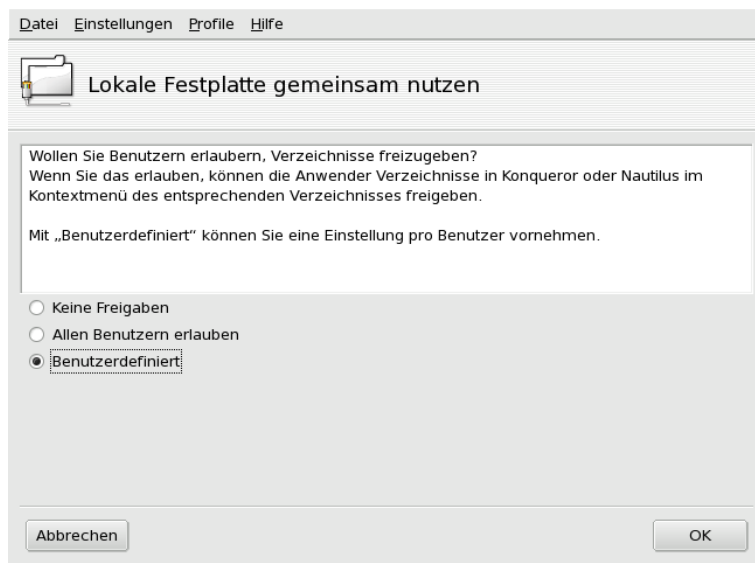 Datei Einstellungen Profile Hilfe
Lokale Festplatte gemeinsam nutzen
Wollen Sie Benutzern erlaubern, Verzeichnisse freizugeben?
Wenn Sie das erlauben, können die Anwender Verzeichnisse in Konqueror oder Nautilus im
Kontextmenü des entsprechenden Verzeichnisses freigeben.
Mit „Benutzerdefiniert“ können Sie eine Einstellung pro Benutzer vornehmen.
Keine Freigaben
Allen Benutzern erlauben
Benutzerdefiniert
Abbrechen OK